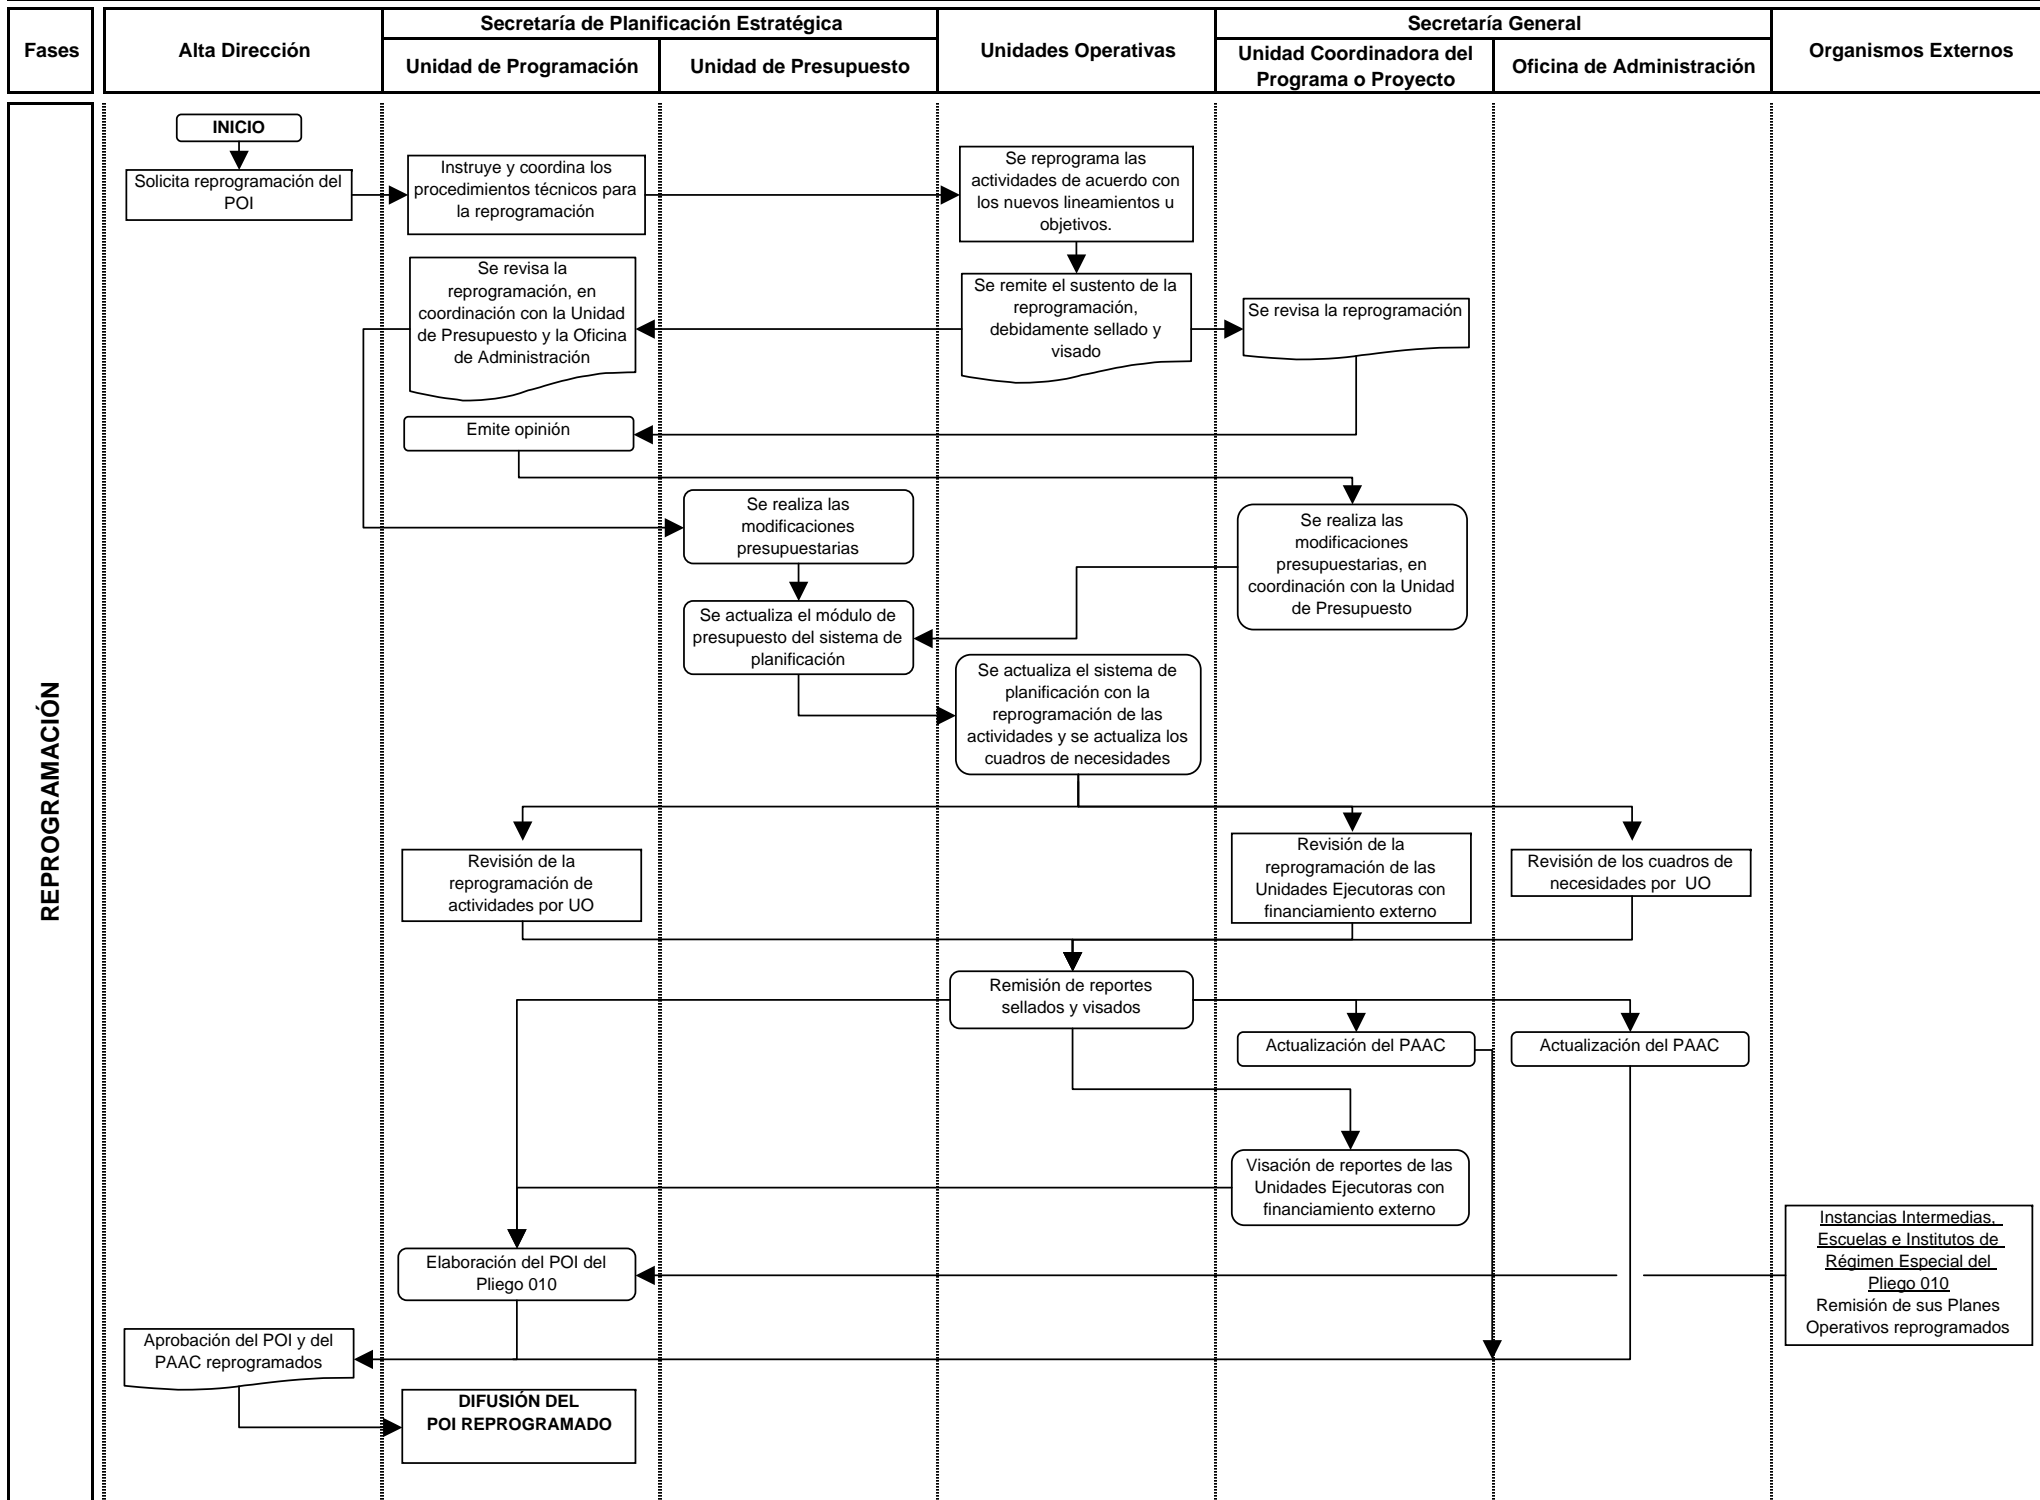 Fases
Alta Dirección
Secretaría de Planificación Estratégica
Unidad de Programación
Unidad de Presupuesto
Unidades Operativas
Secretaría General
Unidad Coordinadora del
Programa o Proyecto
Oficina de Administración
Organismos Externos
REPROGRAMACIÓN
INICIO
Solicita reprogramación del
POI
Instruye y coordina los
procedimientos técnicos para
la reprogramación
Se reprograma las
actividades de acuerdo con
los nuevos lineamientos u
objetivos.
Se revisa la
reprogramación, en
coordinación con la Unidad
de Presupuesto y la Oficina
de Administración
Se remite el sustento de la
reprogramación,
debidamente sellado y
visado
Se revisa la reprogramación
Emite opinión
Se realiza las
modificaciones
presupuestarias
Se realiza las
modificaciones
presupuestarias, en
coordinación con la Unidad
de Presupuesto
Se actualiza el módulo de
presupuesto del sistema de
planificación
Se actualiza el sistema de
planificación con la
reprogramación de las
actividades y se actualiza los
cuadros de necesidades
Revisión de la
reprogramación de
actividades por UO
Revisión de la
reprogramación de las
Unidades Ejecutoras con
financiamiento externo
Revisión de los cuadros de
necesidades por  UO
Remisión de reportes
sellados y visados
Actualización del PAAC
Actualización del PAAC
Visación de reportes de las
Unidades Ejecutoras con
financiamiento externo
Instancias Intermedias,
Escuelas e Institutos de
Régimen Especial del
Pliego 010
Remisión de sus Planes
Operativos reprogramados
Elaboración del POI del
Pliego 010
Aprobación del POI y del
PAAC reprogramados
DIFUSIÓN DEL
POI REPROGRAMADO